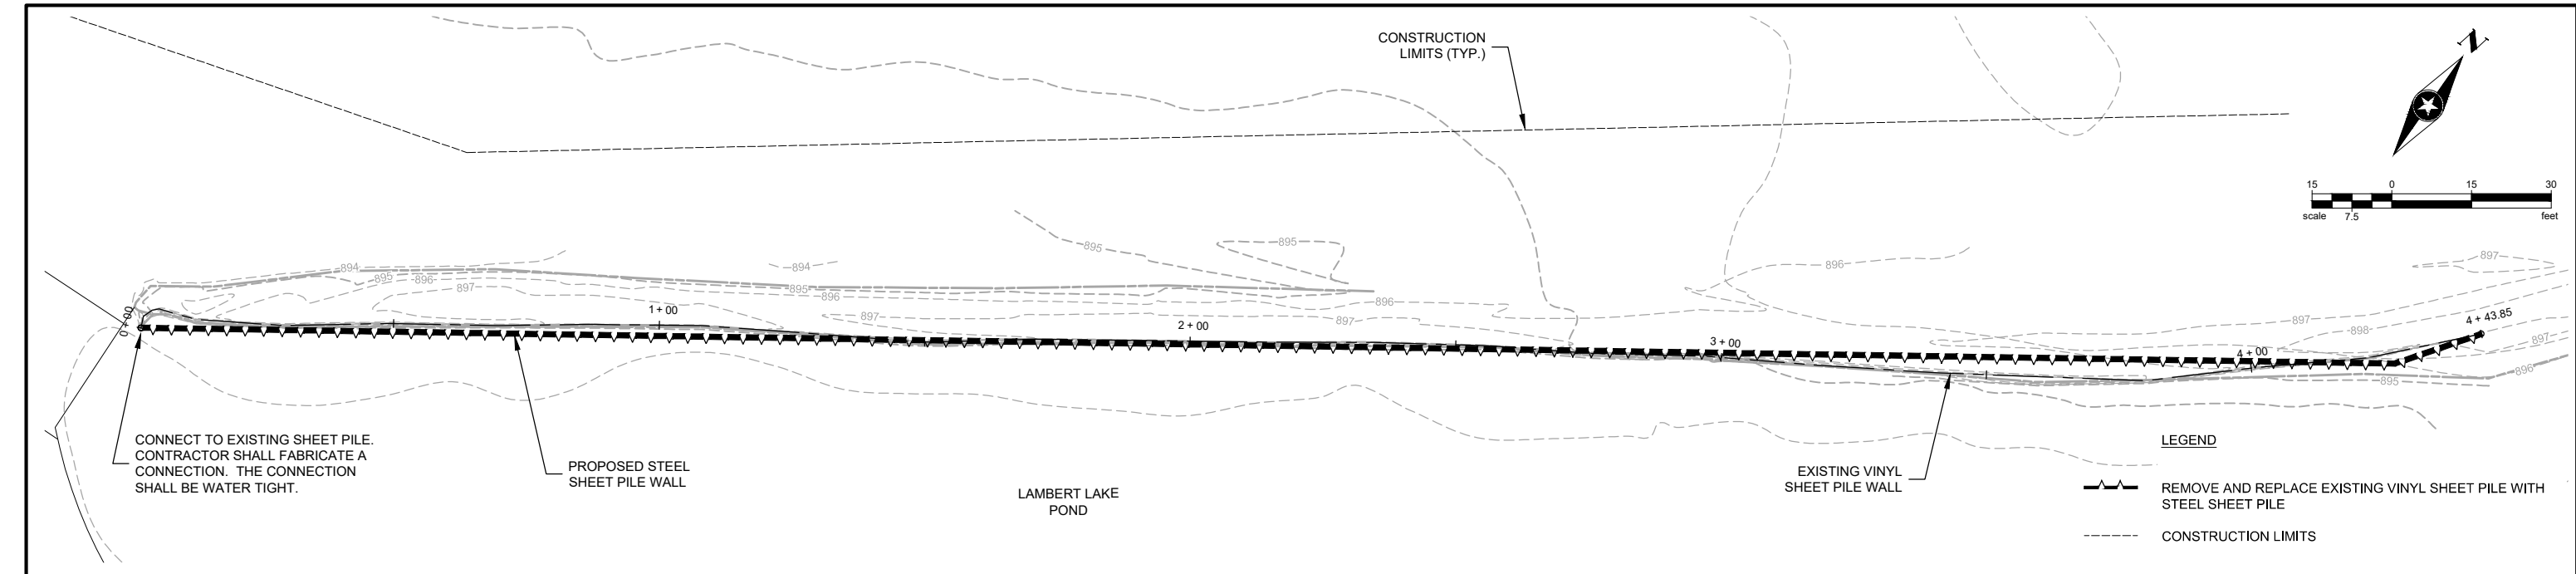 CONSTRUCTION
LIMITS (TYP.)
N
15 0 15 30
scale 7.5 feet
895
895
897
894
894
896
895
896
897
895
896
896
897
897
897
898
897
896
895
0 + 00
1 + 00
2 + 00
3 + 00
4 + 00
4 + 43.85
CONNECT TO EXISTING SHEET PILE.
CONTRACTOR SHALL FABRICATE A
CONNECTION. THE CONNECTION
SHALL BE WATER TIGHT.
PROPOSED STEEL
SHEET PILE WALL
LAMBERT LAKE
POND
EXISTING VINYL
SHEET PILE WALL
LEGEND
REMOVE AND REPLACE EXISTING VINYL SHEET PILE WITH
STEEL SHEET PILE
CONSTRUCTION LIMITS